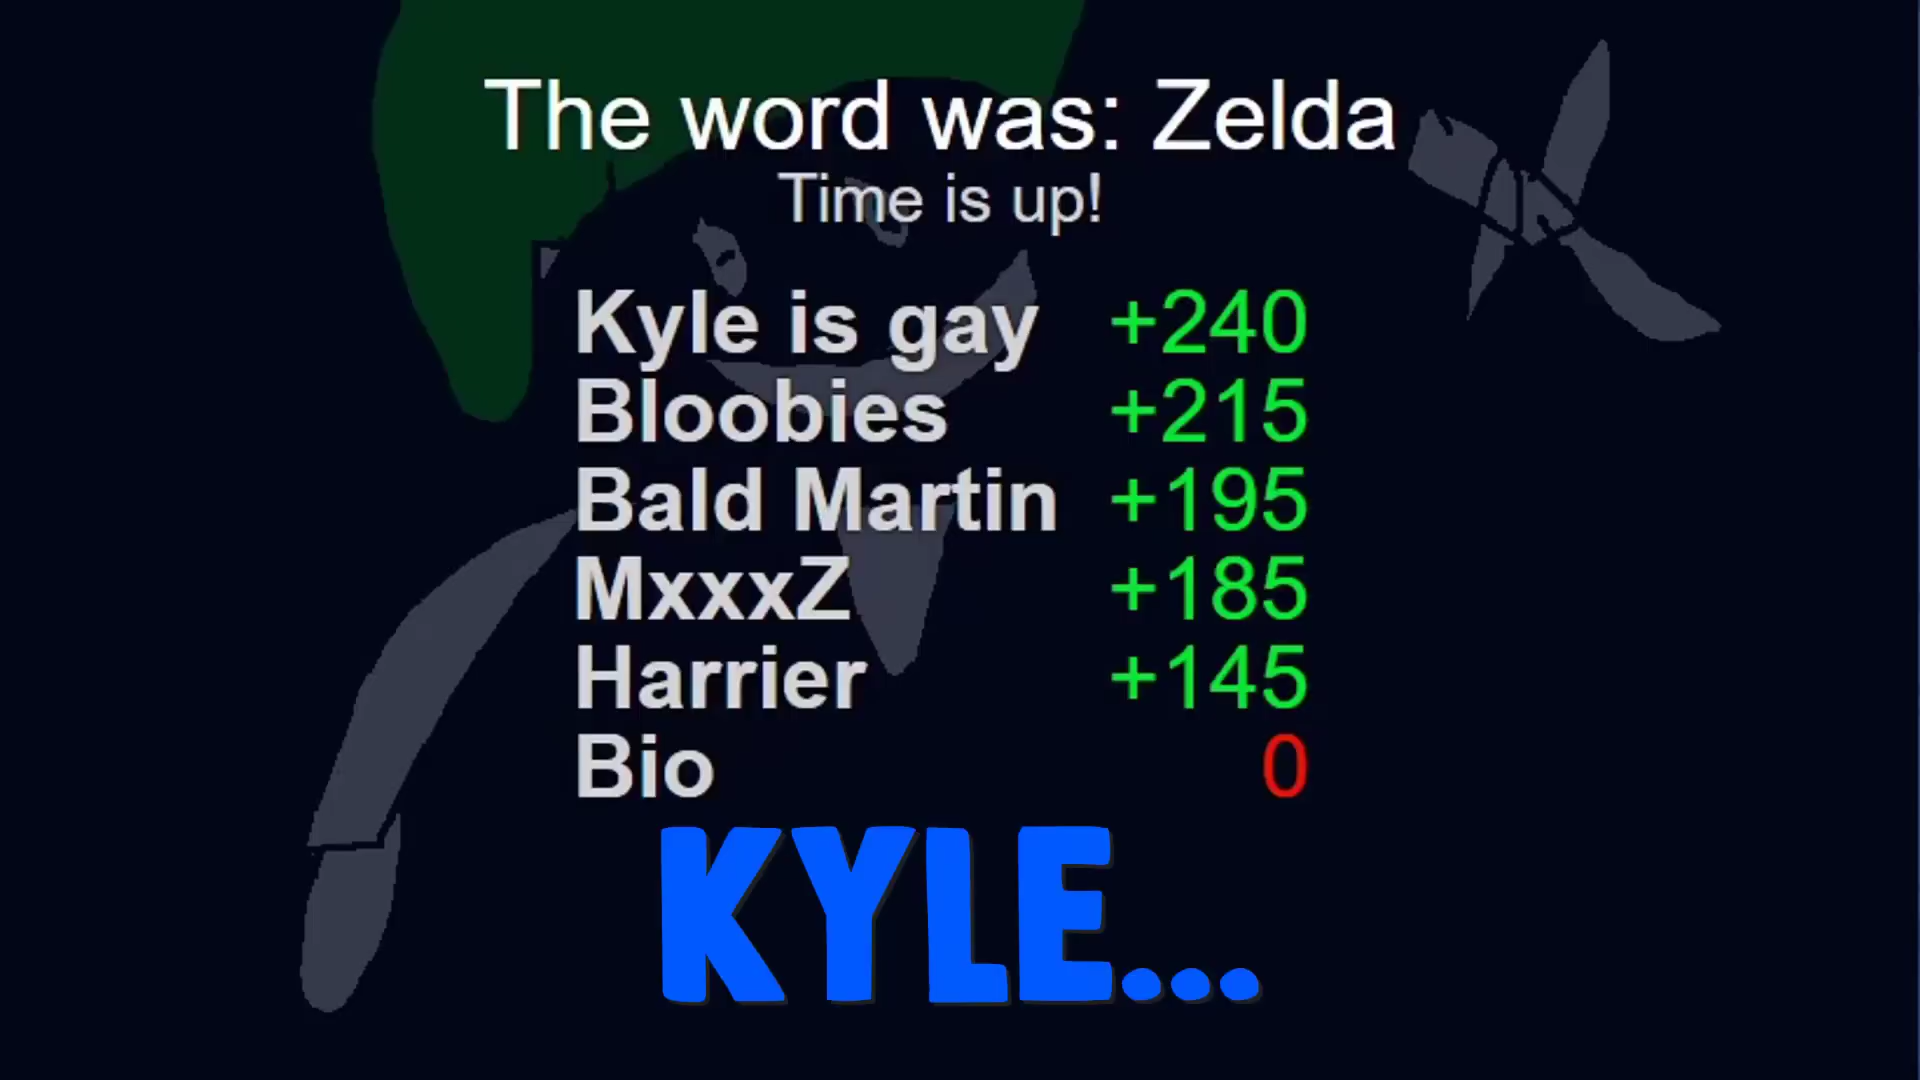 The word was: Zelda
Time is up!
Kyle is gay +240
Bloobies +215
Bald Martin +195
MxxxZ +185
Harrier +145
Bio 0
KYLE...